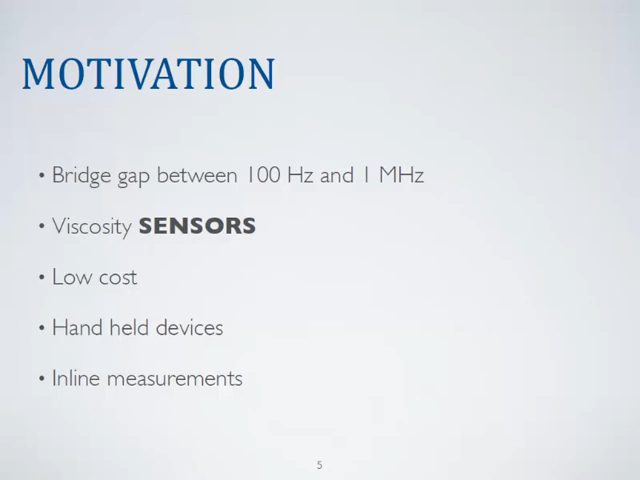 MOTIVATION
• Bridge gap between 100 Hz and 1 MHz
• Viscosity SENSORS
• Low cost
• Hand held devices
• Inline measurements
5